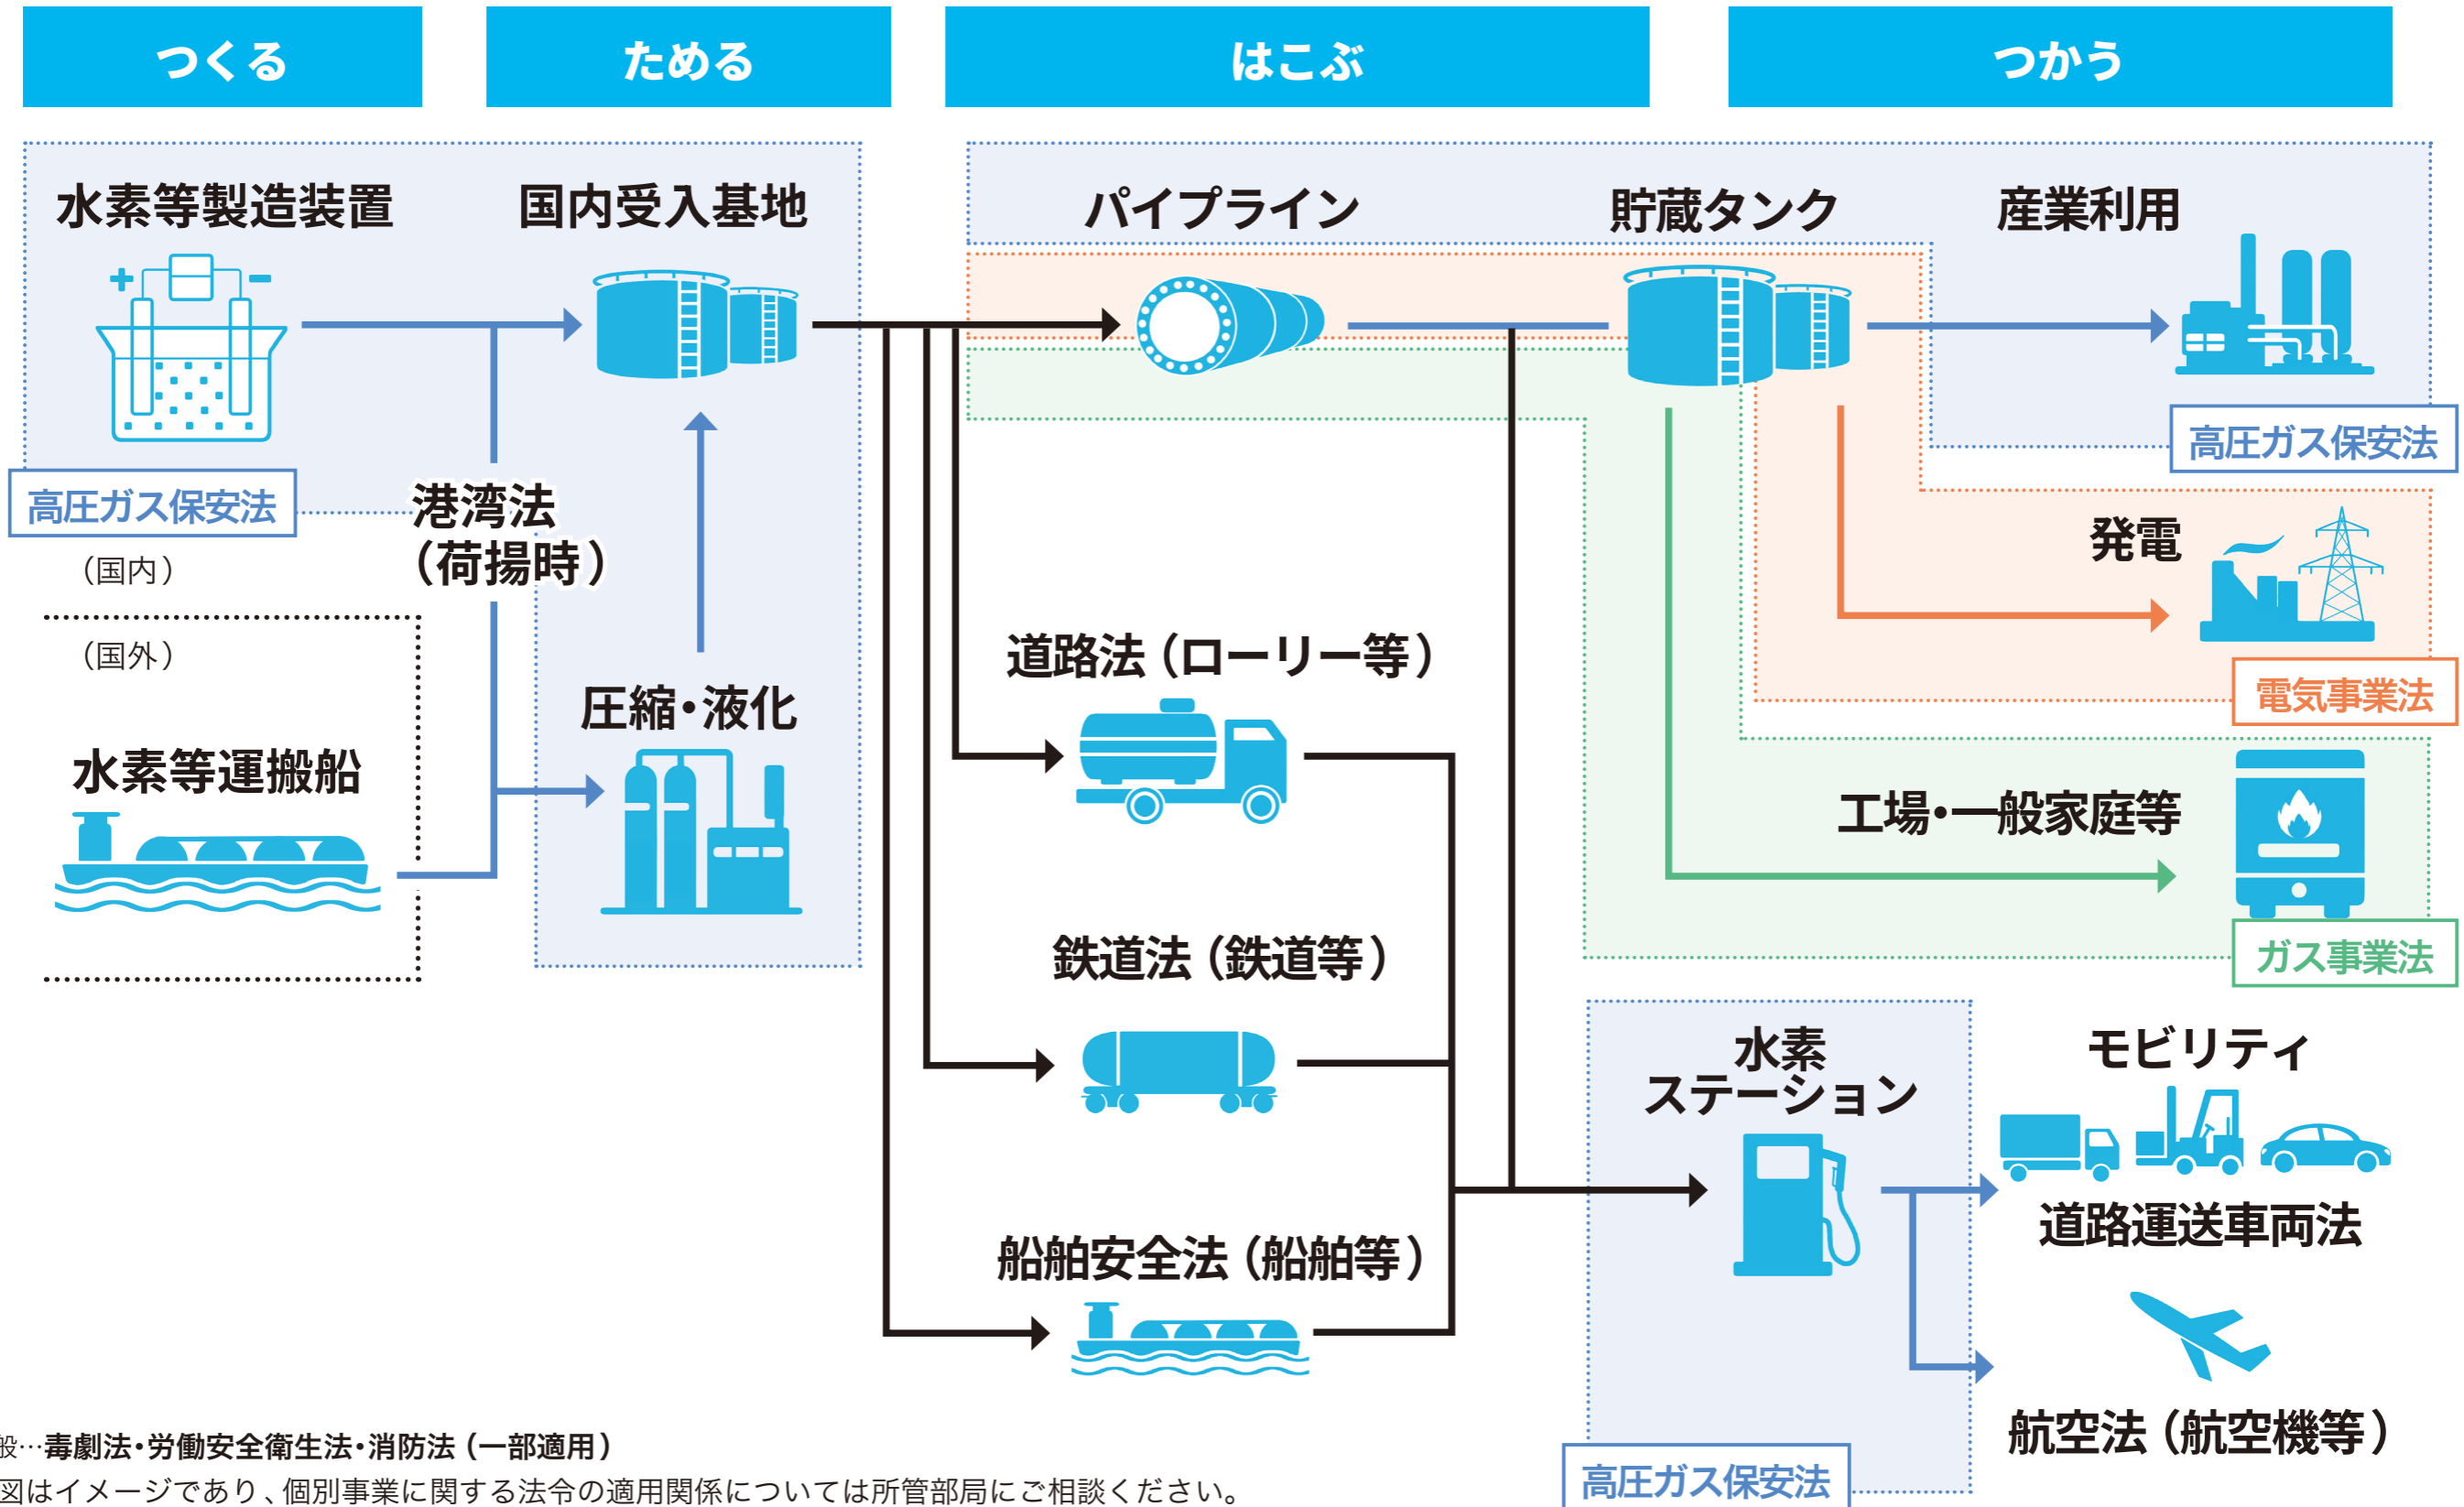 つくる
ためる
はこぶ
つかう
水素等製造装置
国内受入基地
パイプライン
貯蔵タンク
産業利用
高圧ガス保安法
高圧ガス保安法
港湾法
（荷揚時）
（国内）
（国外）
発電
電気事業法
道路法（ローリー等）
圧縮・液化
水素等運搬船
工場・一般家庭等
ガス事業法
鉄道法（鉄道等）
水素
ステーション
モビリティ
道路運送車両法
船舶安全法（船舶等）
航空法（航空機等）
高圧ガス保安法
般…毒劇法・労働安全衛生法・消防法（一部適用）
図はイメージであり、個別事業に関する法令の適用関係については所管部局にご相談ください。